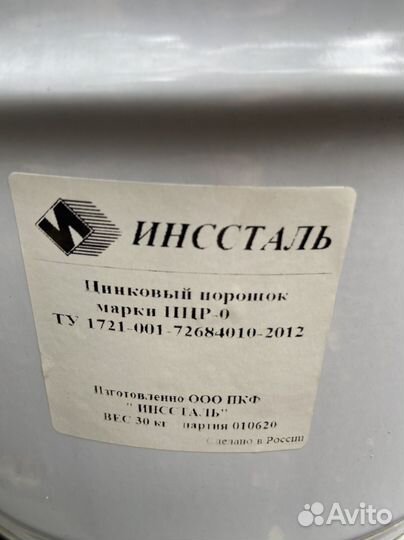 ИНССТАЛЬ
Цинковый порошок
марки ПЦР-0
ТУ 1721-001-72684010-2012
Изготовленно ООО ПКФ
" ИНССТАЛЬ"
ВЕС 30 кг партия 010620
Сделано в России
Avito